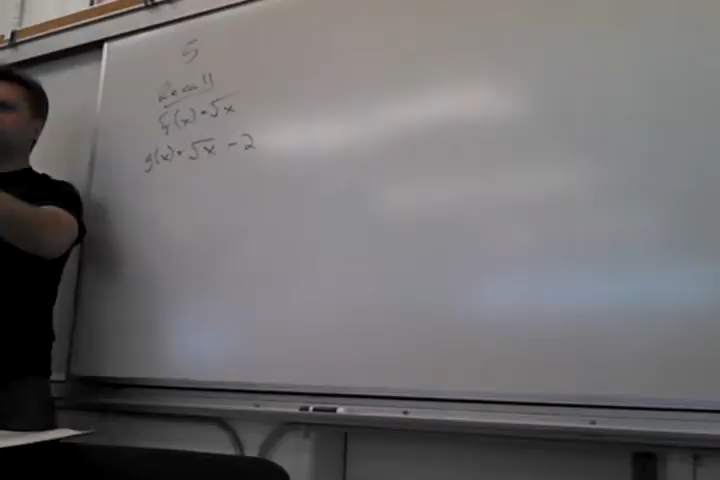 5
Recall
f(x) = √x
g(x) = √x - 2